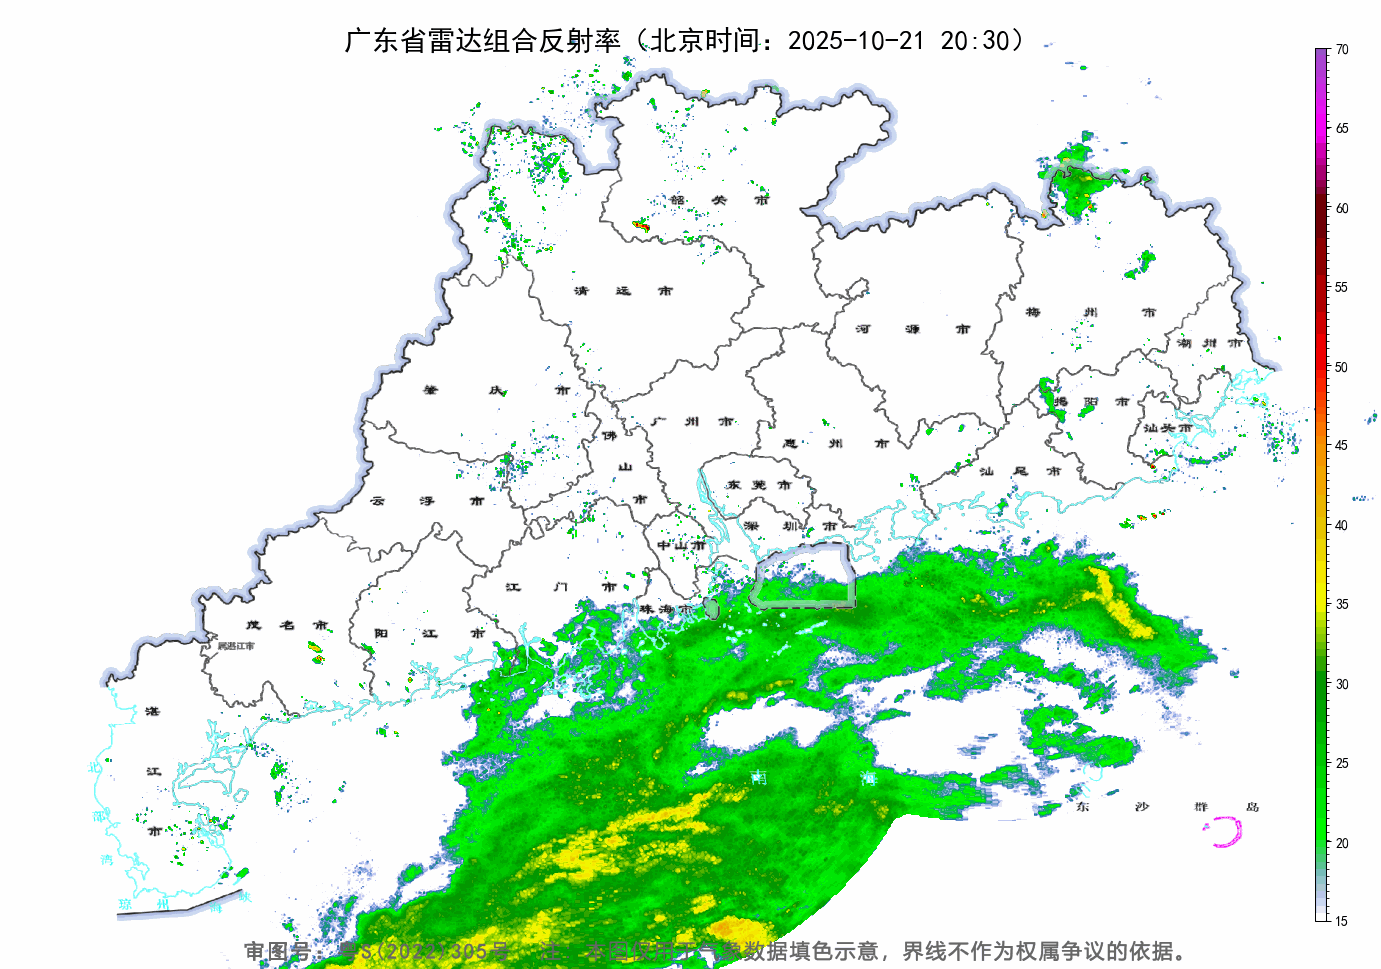 广东省雷达组合反射率（北京时间：2025-10-21 20:30）
70
65
60
55
50
45
40
35
30
25
20
15
韶关市
清远市
河源市
梅州市
潮州市
肇庆市
广州市
惠州市
揭阳市
汕头市
佛山市
东莞市
汕尾市
云浮市
深圳市
中山市
江门市
珠海市
茂名市
阳江市
属湛江市
湛江市
北部湾
南海
东沙群岛
琼州海峡
审图号：粤S(2022)305号 注：本图仅用于气象数据填色示意，界线不作为权属争议的依据。